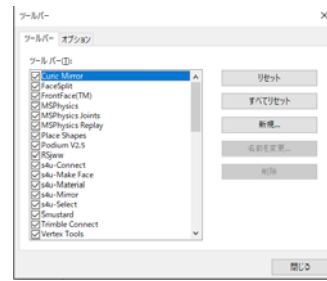 ツールバー
ツールバー オプション
ツール バー(T):
Curic Mirror
FaceSplit
FrontFace(TM)
MSPhysics
MSPhysics Joints
MSPhysics Replay
Place Shapes
Podium V2.5
RSjww
s4u-Connect
s4u-Make Face
s4u-Material
s4u-Mirror
s4u-Select
Smustard
Trimble Connect
Vertex Tools
リセット
すべてリセット
新規...
名前を変更...
削除
閉じる